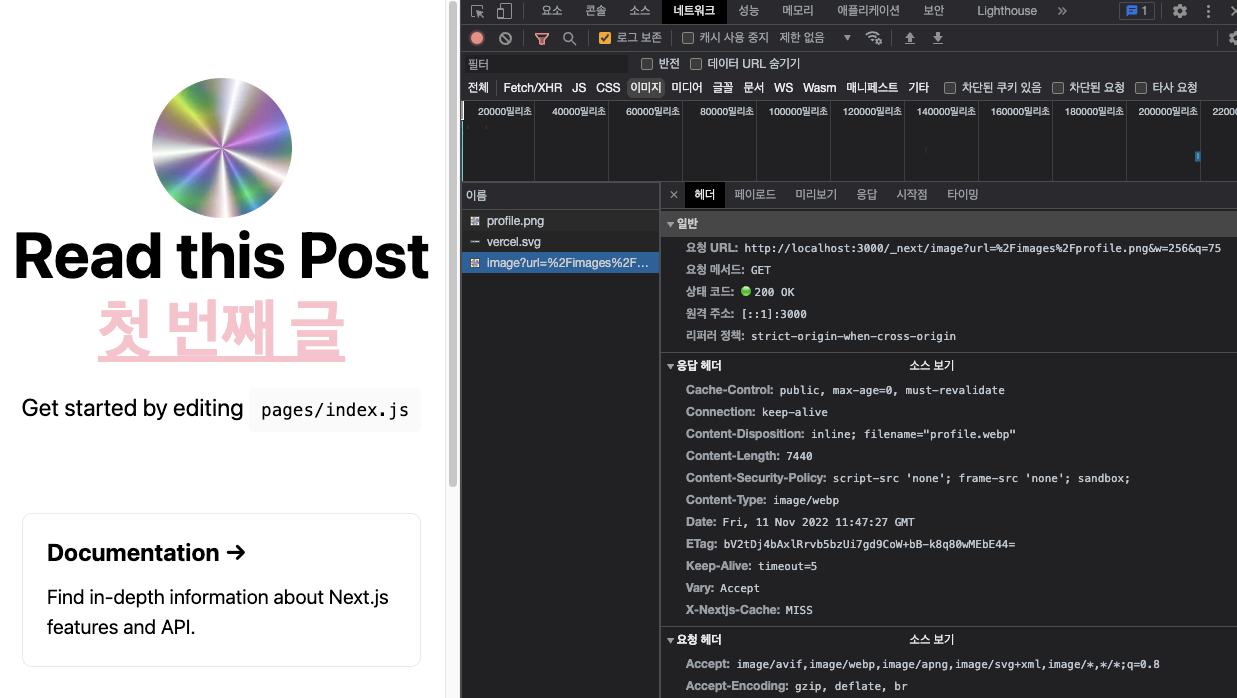 Read this Post
첫 번째 글
Get started by editing pages/index.js
Documentation →
Find in-depth information about Next.js
features and API.
요소 콘솔 소스 네트워크 성능 메모리 애플리케이션 보안 Lighthouse » 1
로그 보존 캐시 사용 중지 제한 없음
필터 반전 데이터 URL 숨기기
전체 Fetch/XHR JS CSS 이미지 미디어 글꼴 문서 WS Wasm 매니페스트 기타 차단된 쿠키 있음 차단된 요청 타사 요청
20000밀리초 40000밀리초 60000밀리초 80000밀리초 100000밀리초 120000밀리초 140000밀리초 160000밀리초 180000밀리초 200000밀리초 22000
이름
profile.png
vercel.svg
image?url=%2Fimages%2F...
× 헤더 페이로드 미리보기 응답 시작점 타이밍
일반
요청 URL: http://localhost:3000/_next/image?url=%2Fimages%2Fprofile.png&w=256&q=75
요청 메서드: GET
상태 코드: 200 OK
원격 주소: [::1]:3000
리퍼러 정책: strict-origin-when-cross-origin
응답 헤더 소스 보기
Cache-Control: public, max-age=0, must-revalidate
Connection: keep-alive
Content-Disposition: inline; filename="profile.webp"
Content-Length: 7440
Content-Security-Policy: script-src 'none'; frame-src 'none'; sandbox;
Content-Type: image/webp
Date: Fri, 11 Nov 2022 11:47:27 GMT
ETag: bV2tDj4bAxlRrvb5bzUi7gd9CoW+bB-k8q80wMEbE44=
Keep-Alive: timeout=5
Vary: Accept
X-Nextjs-Cache: MISS
요청 헤더 소스 보기
Accept: image/avif,image/webp,image/apng,image/svg+xml,image/*,*/*;q=0.8
Accept-Encoding: gzip, deflate, br